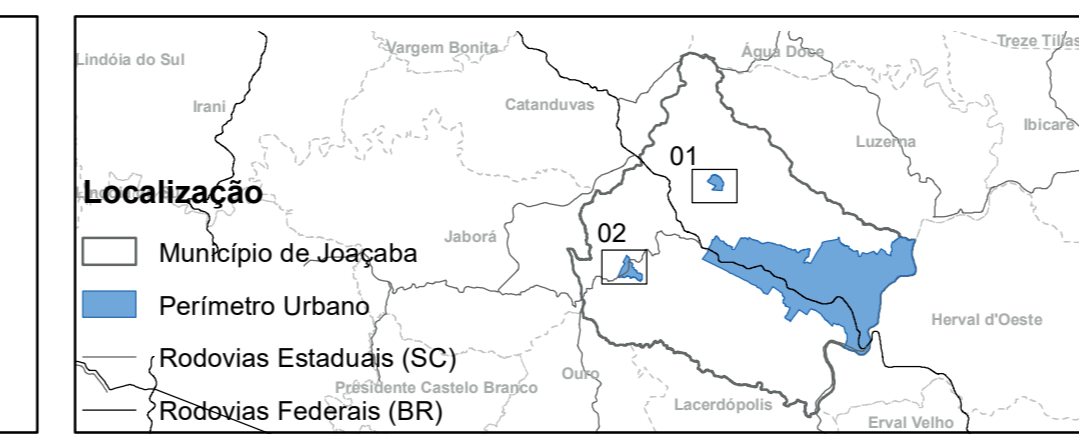 Lindóia do Sul
Vargem Bonita
Água Doce
Treze Tílias
Irani
Catanduvas
Ibicaré
Luzerna
01
Localização
Município de Joaçaba
Jaborá
02
Perímetro Urbano
Herval d'Oeste
Rodovias Estaduais (SC)
Ouro
Presidente Castelo Branco
Lacerdópolis
Rodovias Federais (BR)
Erval Velho